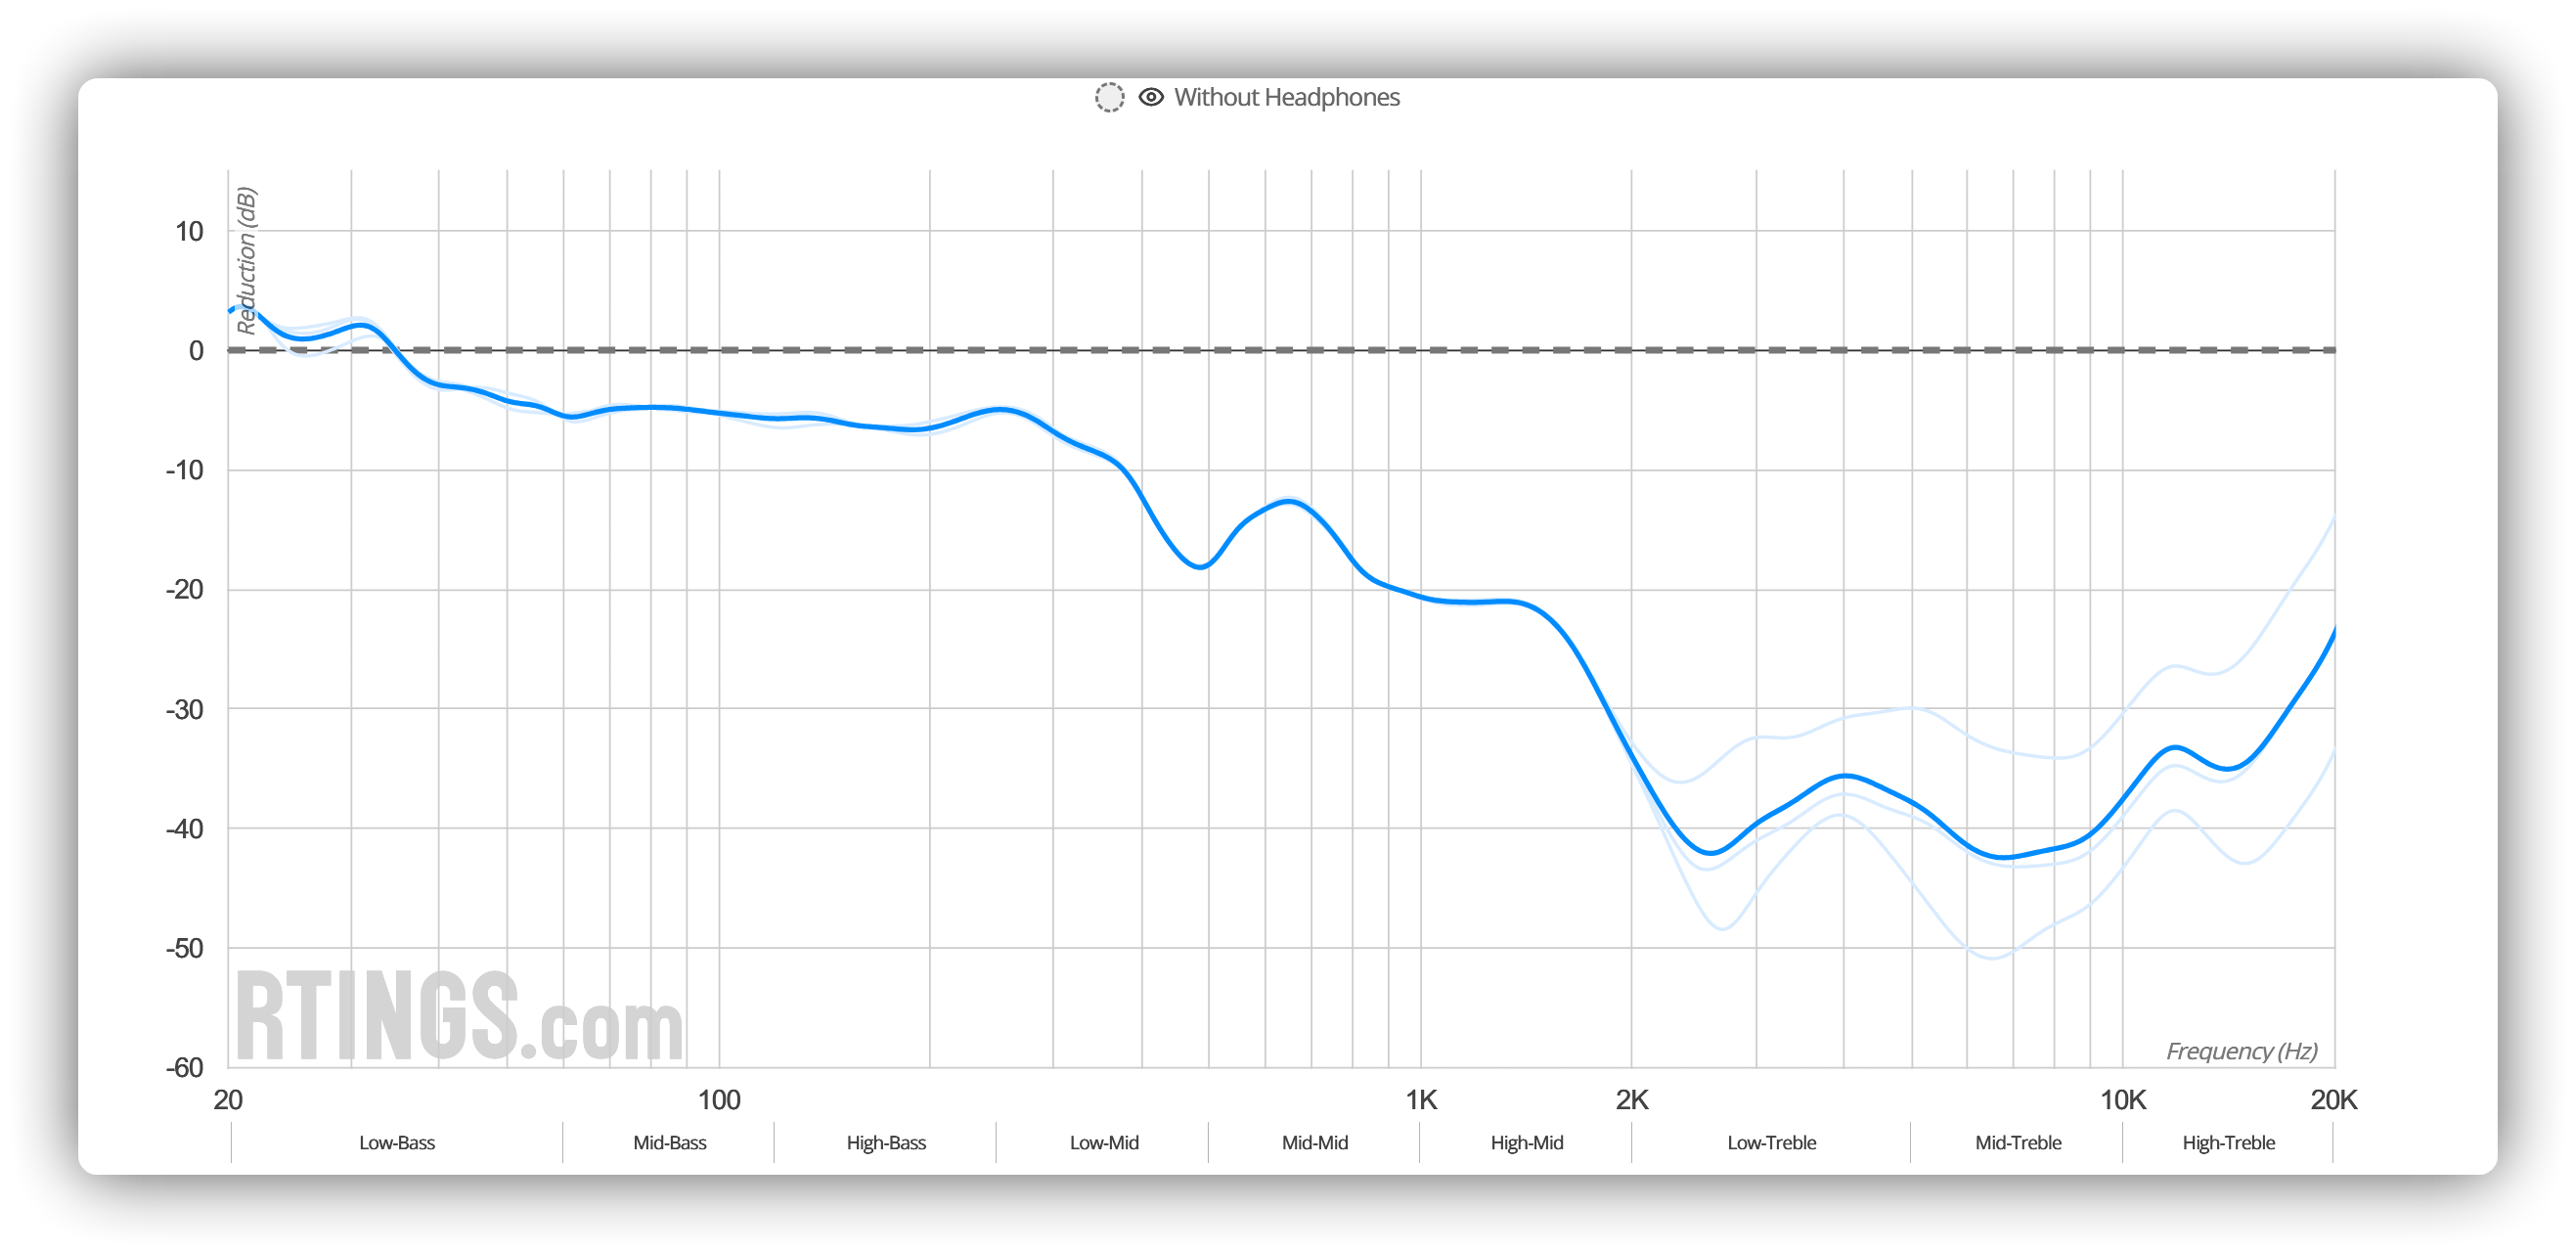 Without Headphones
Reduction (dB)
10
0
-10
-20
-30
-40
-50
-60
RTINGS.com
Frequency (Hz)
20 100 1K 2K 10K 20K
Low-Bass Mid-Bass High-Bass Low-Mid Mid-Mid High-Mid Low-Treble Mid-Treble High-Treble